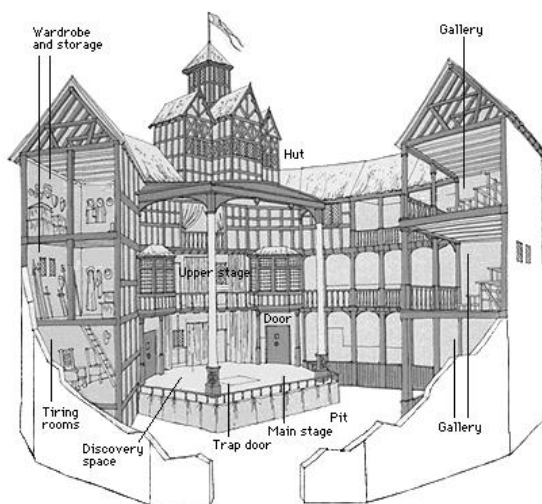 Wardrobe
and storage
Gallery
Hut
Upper stage
Door
Tiring
rooms
Discovery
space
Trap door
Main stage
Pit
Gallery